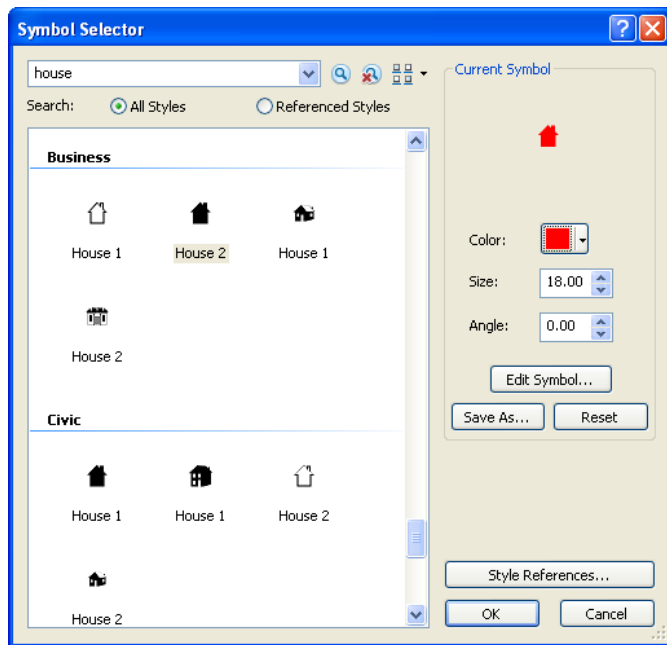 Symbol Selector
house
Search: All Styles Referenced Styles
Business
House 1 House 2 House 1
House 2
Civic
House 1 House 1 House 2
House 2
Current Symbol
Color:
Size: 18.00
Angle: 0.00
Edit Symbol...
Save As... Reset
Style References...
OK Cancel